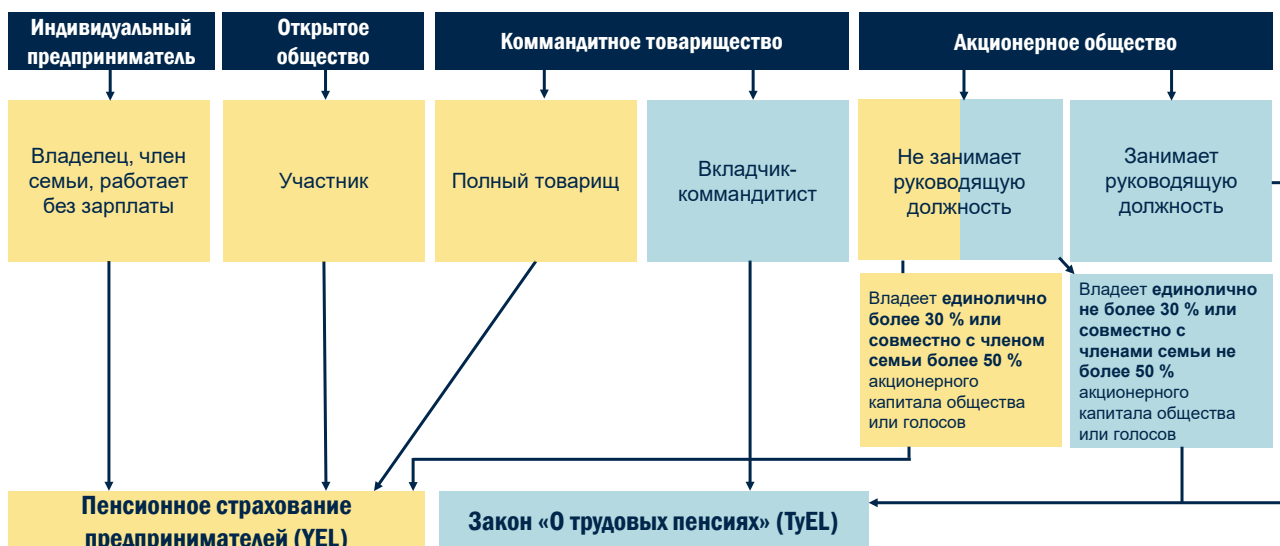 Индивидуальный
предприниматель
Открытое
общество
Коммандитное товарищество
Акционерное общество
Владелец, член
семьи, работает
без зарплаты
Участник
Полный товарищ
Вкладчик-
коммандитист
Не занимает
руководящую
должность
Занимает
руководящую
должность
Владеет единолично
более 30 % или
совместно с членом
семьи более 50 %
акционерного
капитала общества
или голосов
Владеет единолично
не более 30 % или
совместно с
членами семьи не
более 50 %
акционерного
капитала общества
или голосов
Пенсионное страхование
предпринимателей (YEL)
Закон «О трудовых пенсиях» (TyEL)